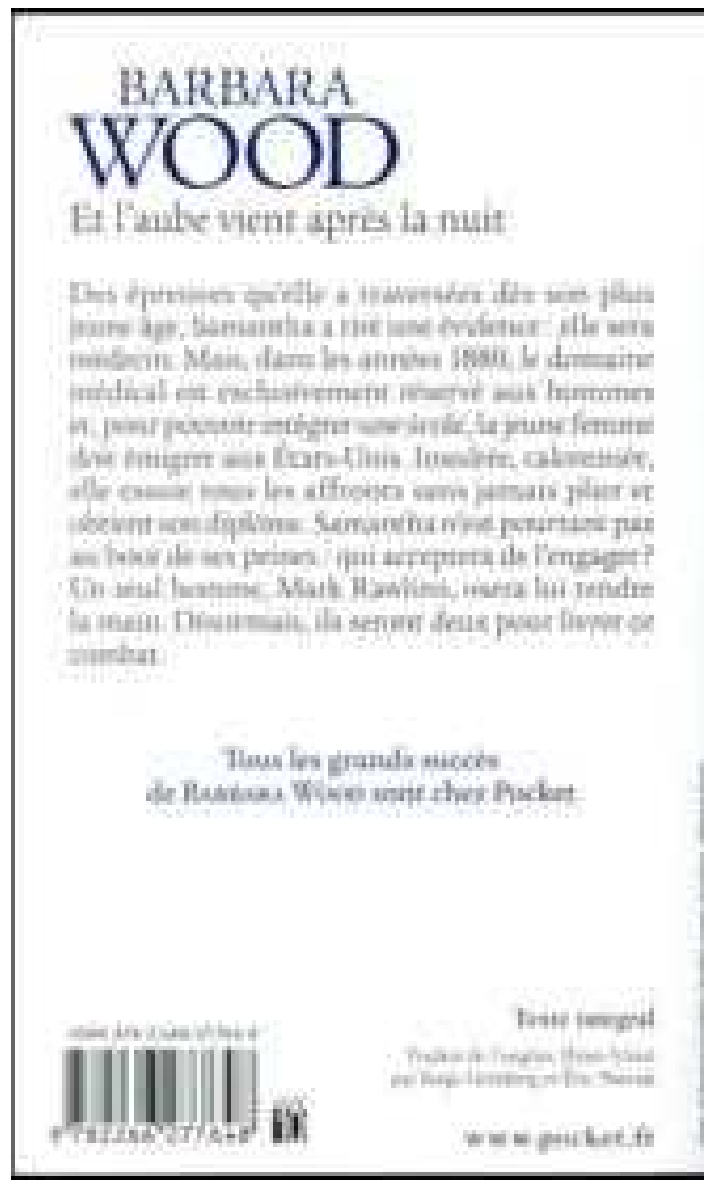 BARBARA
WOOD
Et l'aube vient après la nuit
Des épreuves qu'elle a traversées dès son plus
jeune âge, Samantha a tiré une évidence : elle sera
médecin. Mais, dans les années 1880, le domaine
médical est exclusivement réservé aux hommes
et, pour pouvoir intégrer une école, la jeune femme
doit émigrer aux États-Unis. Insultée, calomniée,
elle essuie tous les affronts sans jamais plier et
obtient son diplôme. Samantha n'est pourtant pas
au bout de ses peines : qui acceptera de l'engager ?
Un seul homme, Mark Rawlins, osera lui tendre
la main. Désormais, ils seront deux pour livrer ce
combat.
Tous les grands succès
de BARBARA WOOD sont chez Pocket
Texte intégral
Traduit de l'anglais
par
www.pocket.fr